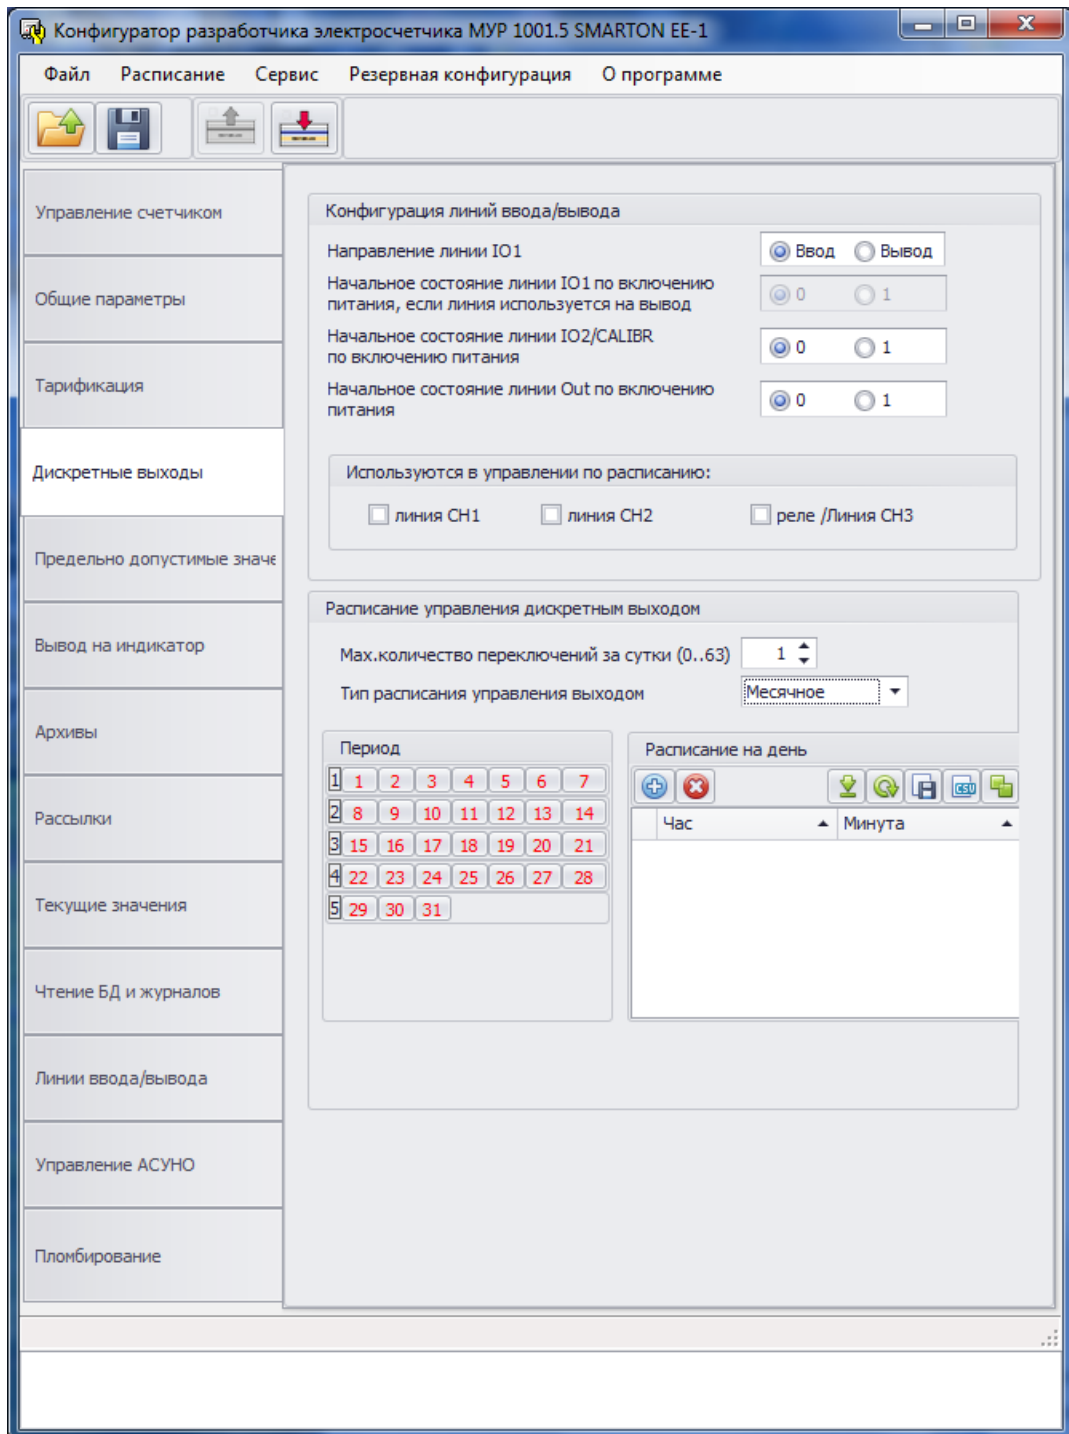 Конфигуратор разработчика электросчетчика МУР 1001.5 SMARTON EE-1
Файл Расписание Сервис Резервная конфигурация О программе
Управление счетчиком
Общие параметры
Тарификация
Дискретные выходы
Предельно допустимые значе
Вывод на индикатор
Архивы
Рассылки
Текущие значения
Чтение БД и журналов
Линии ввода/вывода
Управление АСУНО
Пломбирование
Конфигурация линий ввода/вывода
Направление линии IO1 Ввод Вывод
Начальное состояние линии IO1 по включению
питания, если линия используется на вывод 0 1
Начальное состояние линии IO2/CALIBR
по включению питания 0 1
Начальное состояние линии Out по включению
питания 0 1
Используются в управлении по расписанию:
линия CH1 линия CH2 реле /Линия CH3
Расписание управления дискретным выходом
Мах.количество переключений за сутки (0..63) 1
Тип расписания управления выходом Месячное
Период
1 1 2 3 4 5 6 7
2 8 9 10 11 12 13 14
3 15 16 17 18 19 20 21
4 22 23 24 25 26 27 28
5 29 30 31
Расписание на день
CSV
Час Минута